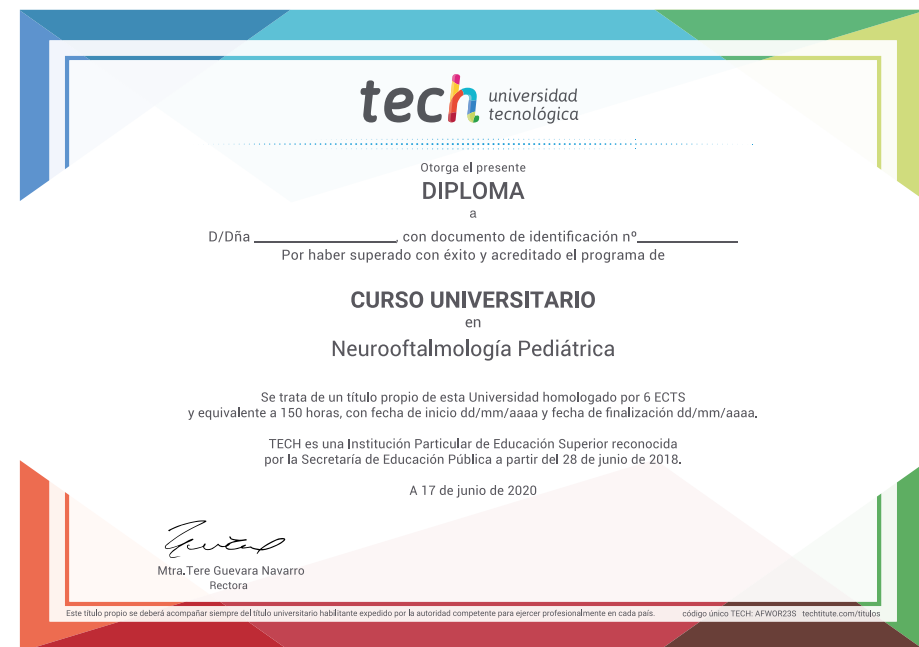 tech universidad
tecnológica
Otorga el presente
DIPLOMA
a
D/Dña ____________, con documento de identificación nº____________
Por haber superado con éxito y acreditado el programa de
CURSO UNIVERSITARIO
en
Neurooftalmología Pediátrica
Se trata de un título propio de esta Universidad homologado por 6 ECTS
y equivalente a 150 horas, con fecha de inicio dd/mm/aaaa y fecha de finalización dd/mm/aaaa.
TECH es una Institución Particular de Educación Superior reconocida
por la Secretaría de Educación Pública a partir del 28 de junio de 2018.
A 17 de junio de 2020
Mtra.Tere Guevara Navarro
Rectora
Este título propio se deberá acompañar siempre del título universitario habilitante expedido por la autoridad competente para ejercer profesionalmente en cada país. código único TECH: AFWOR23S techtitute.com/titulos